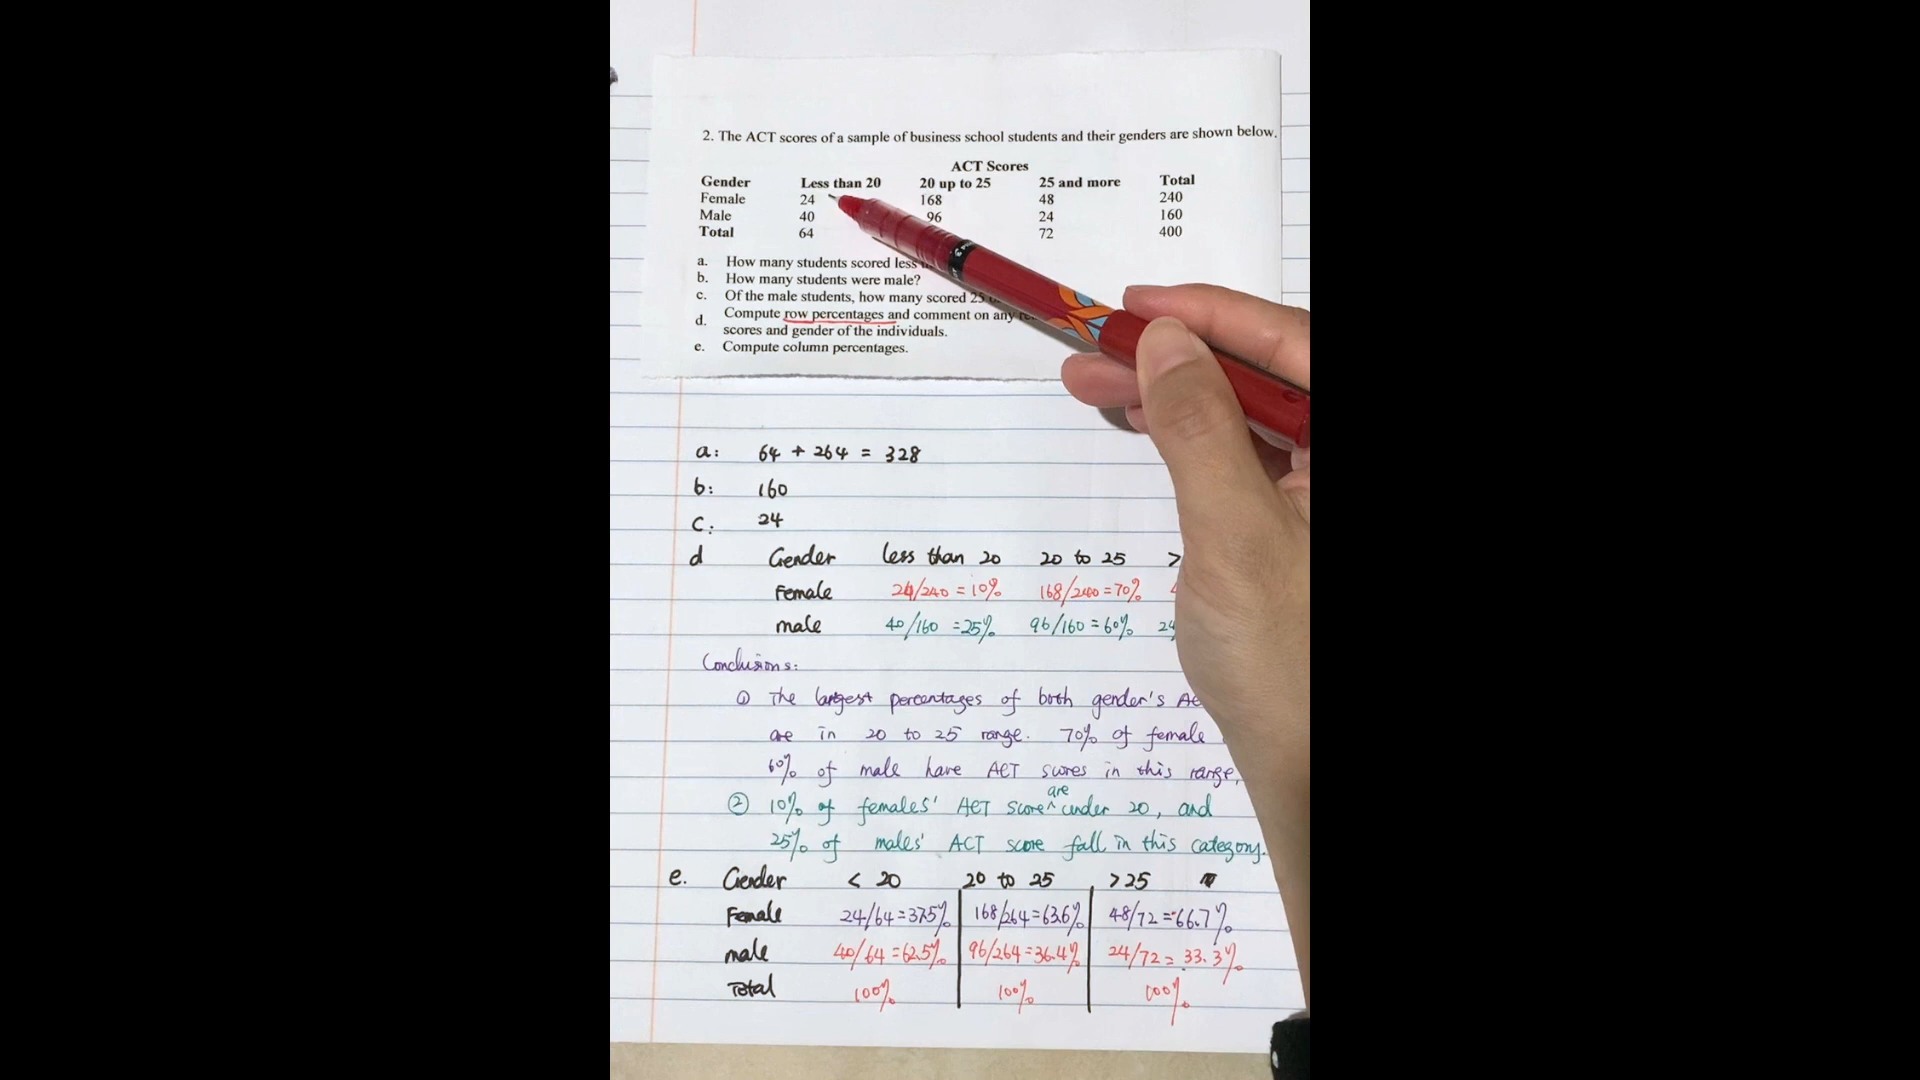 2. The ACT scores of a sample of business school students and their genders are shown below.
ACT Scores
Gender Less than 20 20 up to 25 25 and more Total
Female 24 168 48 240
Male 40 96 24 160
Total 64 72 400
a. How many students scored less
b. How many students were male?
c. Of the male students, how many scored 25
d. Compute row percentages and comment on any
scores and gender of the individuals.
e. Compute column percentages.
a: 64 + 264 = 328
b: 160
c: 24
d Gender less than 20 20 to 25 >
Female 24/240 = 10% 168/240 = 70%
male 40/160 = 25% 96/160 = 60% 24
Conclusions:
① The largest percentages of both gender's
are in 20 to 25 range. 70% of female
60% of male have ACT scores in this range,
② 10% of females' ACT score are under 20, and
25% of males' ACT score fall in this category.
e. Gender < 20 20 to 25 >25
Female 24/64 = 37.5% 168/264 = 63.6% 48/72 = 66.7%
male 40/64 = 62.5% 96/264 = 36.4% 24/72 = 33.3%
Total 100% 100% 100%